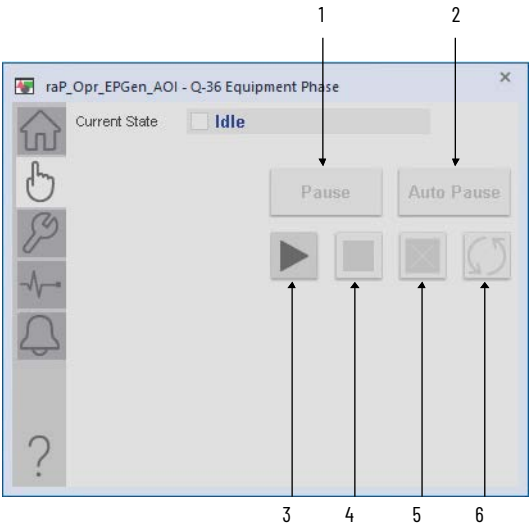 1 2
raP_Opr_EPGen_AOI - Q-36 Equipment Phase ×
Current State Idle
Pause Auto Pause
?
3 4 5 6